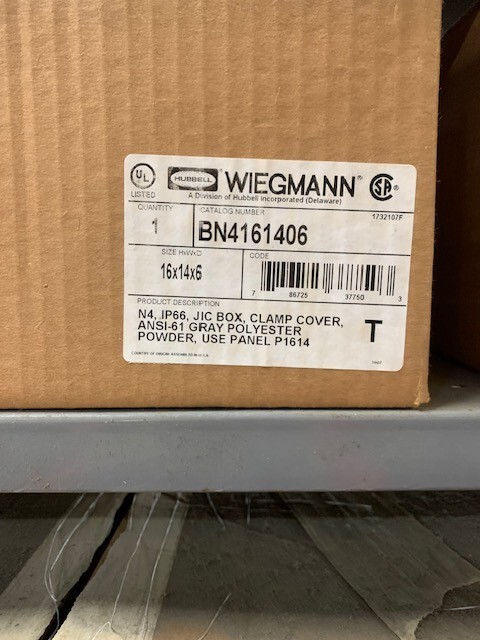 UL HUBBELL WIEGMANN® SA®
LISTED A Division of Hubbell Incorporated (Delaware)
QUANTITY CATALOG NUMBER 1732107F
1 BN4161406
SIZE HxWxD CODE
16x14x6
7 86725 37750 3
PRODUCT DESCRIPTION
N4, IP66, JIC BOX, CLAMP COVER,
ANSI-61 GRAY POLYESTER
POWDER, USE PANEL P1614
T